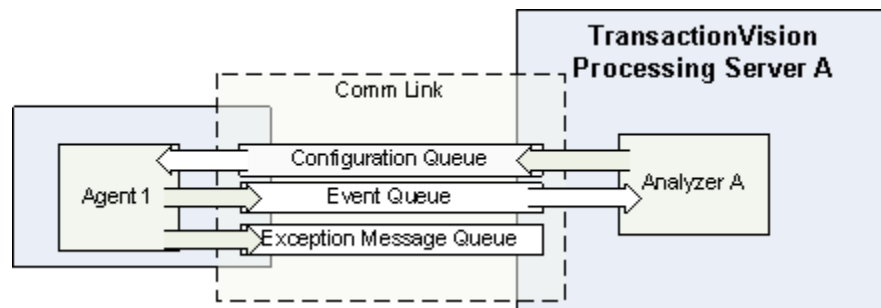 TransactionVision
Processing Server A
Comm Link
Configuration Queue
Agent 1
Event Queue
Analyzer A
Exception Message Queue